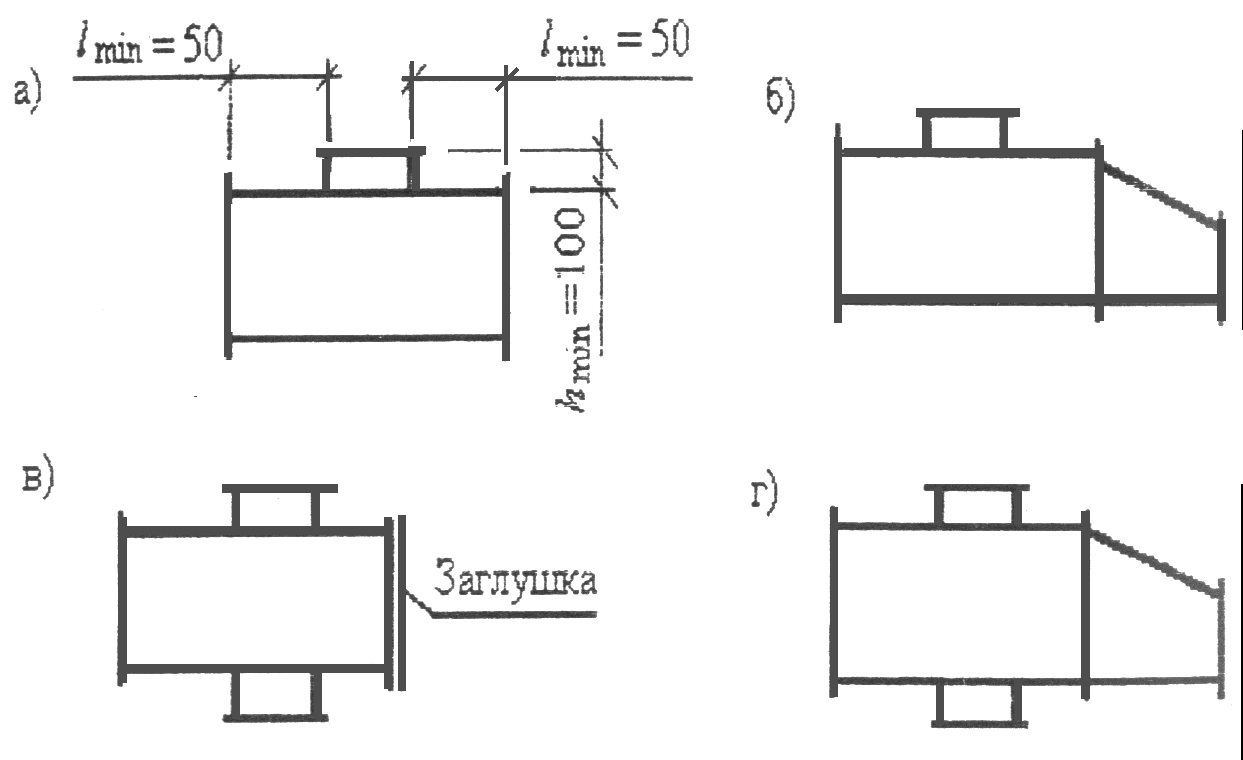 l min = 50
l min = 50
а)
б)
h min = 100
в)
г)
Заглушка